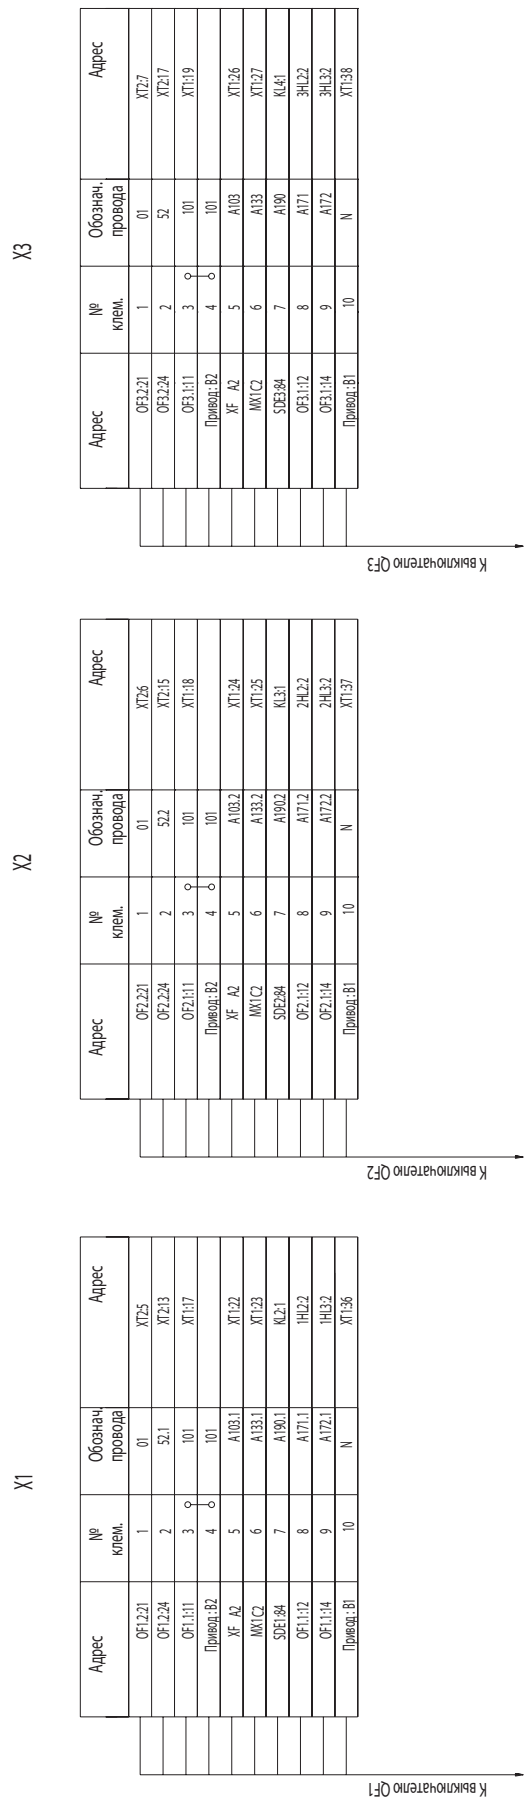 X1
Адрес № клем. Обознач. провода Адрес
OF1.2:21 1 01 XT2:5
OF1.2:24 2 52.1 XT2:13
OF1.1:11 3 101 XT1:17
Привод: B2 4 101
XF A2 5 A103.1 XT1:22
MX1C2 6 A133.1 XT1:23
SDE1:84 7 A190.1 KL2:1
OF1.1:12 8 A171.1 1HL2:2
OF1.1:14 9 A172.1 1HL3:2
Привод: B1 10 N XT1:36
К выключателю QF1
X2
Адрес № клем. Обознач. провода Адрес
OF2.2:21 1 01 XT2:6
OF2.2:24 2 52.2 XT2:15
OF2.1:11 3 101 XT1:18
Привод: B2 4 101
XF A2 5 A103.2 XT1:24
MX1C2 6 A133.2 XT1:25
SDE2:84 7 A190.2 KL3:1
OF2.1:12 8 A171.2 2HL2:2
OF2.1:14 9 A172.2 2HL3:2
Привод: B1 10 N XT1:37
К выключателю QF2
X3
Адрес № клем. Обознач. провода Адрес
OF3.2:21 1 01 XT2:7
OF3.2:24 2 52 XT2:17
OF3.1:11 3 101 XT1:19
Привод: B2 4 101
XF A2 5 A103 XT1:26
MX1C2 6 A133 XT1:27
SDE3:84 7 A190 KL4:1
OF3.1:12 8 A171 3HL2:2
OF3.1:14 9 A172 3HL3:2
Привод: B1 10 N XT1:38
К выключателю QF3